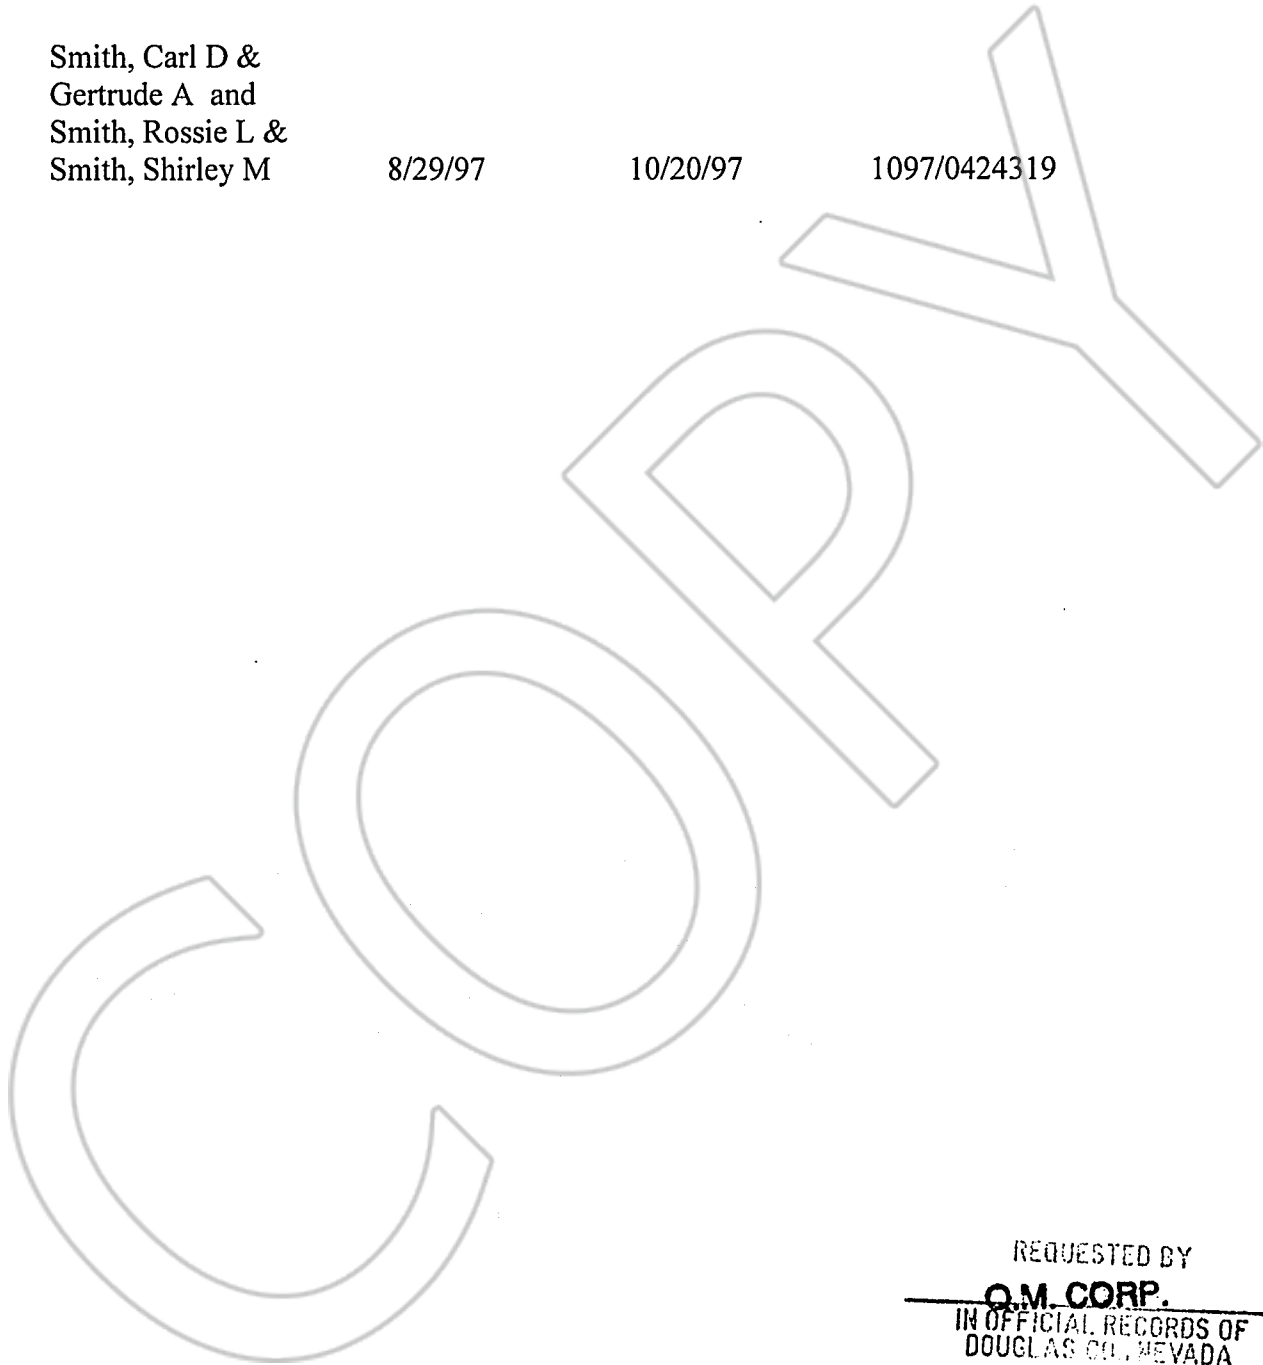 Smith, Carl D &
Gertrude A and
Smith, Rossie L &
Smith, Shirley M 8/29/97 10/20/97 1097/0424319
COPY
REQUESTED BY
Q.M. CORP.
IN OFFICIAL RECORDS OF
DOUGLAS CO., NEVADA